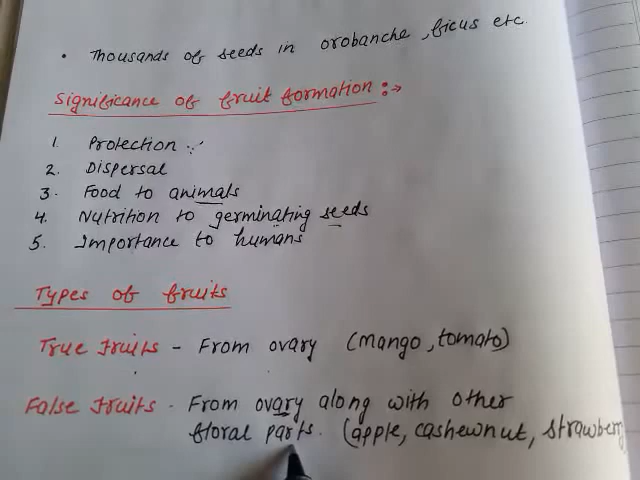 • Thousands of seeds in orobanche, ficus etc.
Significance of fruit formation :→
1. Protection
2. Dispersal
3. Food to animals
4. Nutrition to germinating seeds
5. Importance to humans
Types of fruits
True fruits - From ovary (mango, tomato)
False fruits - From ovary along with other
floral parts. (apple, cashewnut, strawberry